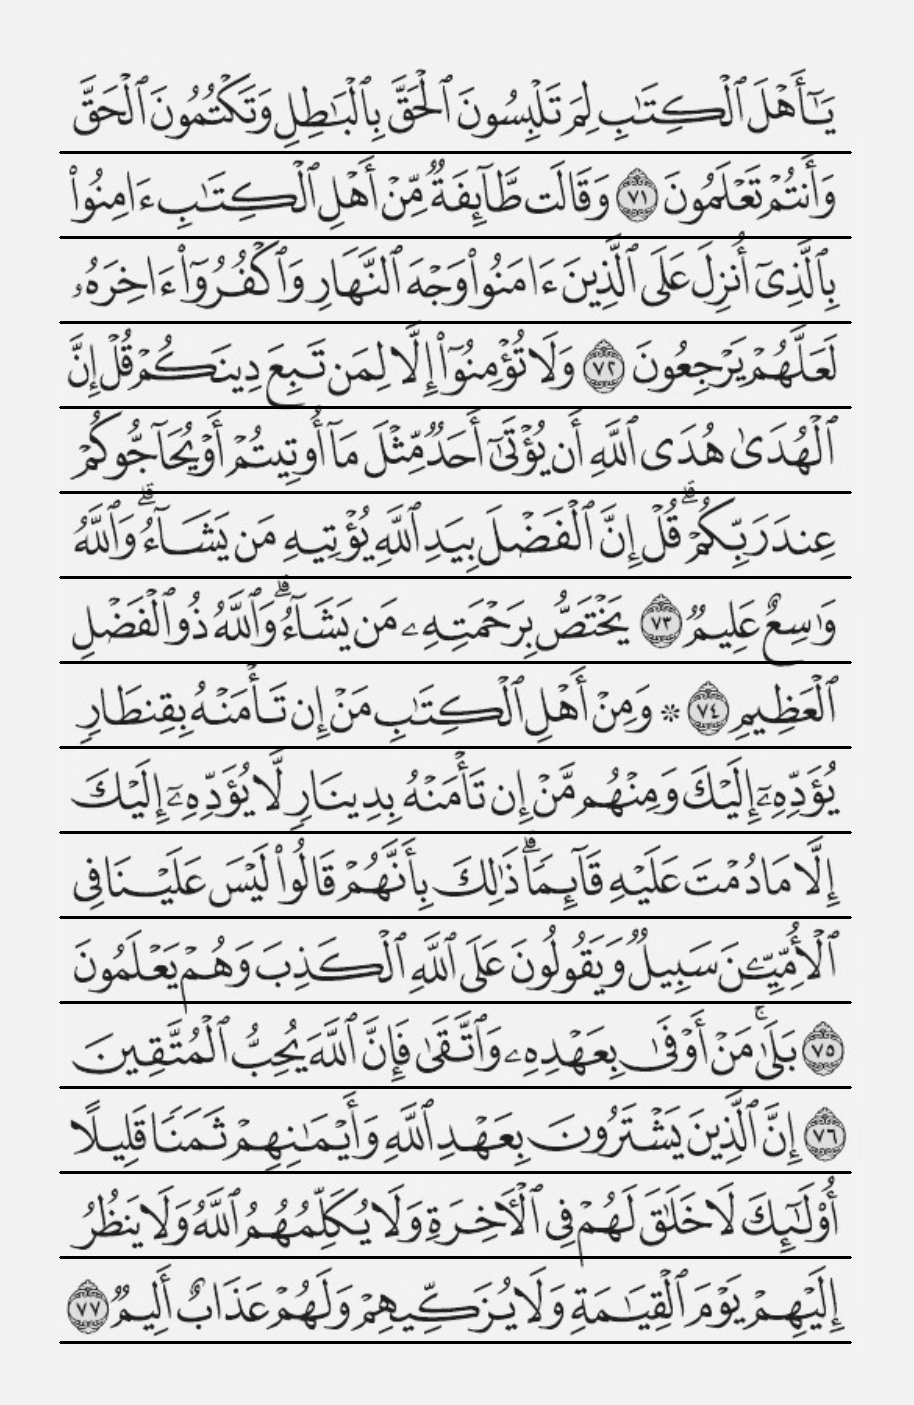 يَـٰٓأَهْلَ ٱلْكِتَـٰبِ لِمَ تَلْبِسُونَ ٱلْحَقَّ بِٱلْبَـٰطِلِ وَتَكْتُمُونَ ٱلْحَقَّ
وَأَنتُمْ تَعْلَمُونَ ٧١ وَقَالَت طَّآئِفَةٌ مِّنْ أَهْلِ ٱلْكِتَـٰبِ ءَامِنُوا۟
بِٱلَّذِىٓ أُنزِلَ عَلَى ٱلَّذِينَ ءَامَنُوا۟ وَجْهَ ٱلنَّهَارِ وَٱكْفُرُوٓا۟ ءَاخِرَهُۥ
لَعَلَّهُمْ يَرْجِعُونَ ٧٢ وَلَا تُؤْمِنُوٓا۟ إِلَّا لِمَن تَبِعَ دِينَكُمْ قُلْ إِنَّ
ٱلْهُدَىٰ هُدَى ٱللَّهِ أَن يُؤْتَىٰٓ أَحَدٌ مِّثْلَ مَآ أُوتِيتُمْ أَوْ يُحَآجُّوكُمْ
عِندَ رَبِّكُمْ ۗ قُلْ إِنَّ ٱلْفَضْلَ بِيَدِ ٱللَّهِ يُؤْتِيهِ مَن يَشَآءُ ۗ وَٱللَّهُ
وَٰسِعٌ عَلِيمٌ ٧٣ يَخْتَصُّ بِرَحْمَتِهِۦ مَن يَشَآءُ ۗ وَٱللَّهُ ذُو ٱلْفَضْلِ
ٱلْعَظِيمِ ٧٤ * وَمِنْ أَهْلِ ٱلْكِتَـٰبِ مَنْ إِن تَأْمَنْهُ بِقِنطَارٍ
يُؤَدِّهِۦٓ إِلَيْكَ وَمِنْهُم مَّنْ إِن تَأْمَنْهُ بِدِينَارٍ لَّا يُؤَدِّهِۦٓ إِلَيْكَ
إِلَّا مَا دُمْتَ عَلَيْهِ قَآئِمًا ۗ ذَٰلِكَ بِأَنَّهُمْ قَالُوا۟ لَيْسَ عَلَيْنَا فِى
ٱلْأُمِّيِّـۧنَ سَبِيلٌ وَيَقُولُونَ عَلَى ٱللَّهِ ٱلْكَذِبَ وَهُمْ يَعْلَمُونَ
٧٥ بَلَىٰ ۚ مَنْ أَوْفَىٰ بِعَهْدِهِۦ وَٱتَّقَىٰ فَإِنَّ ٱللَّهَ يُحِبُّ ٱلْمُتَّقِينَ
٧٦ إِنَّ ٱلَّذِينَ يَشْتَرُونَ بِعَهْدِ ٱللَّهِ وَأَيْمَـٰنِهِمْ ثَمَنًا قَلِيلًا
أُو۟لَـٰٓئِكَ لَا خَلَـٰقَ لَهُمْ فِى ٱلْـَٔاخِرَةِ وَلَا يُكَلِّمُهُمُ ٱللَّهُ وَلَا يَنظُرُ
إِلَيْهِمْ يَوْمَ ٱلْقِيَـٰمَةِ وَلَا يُزَكِّيهِمْ وَلَهُمْ عَذَابٌ أَلِيمٌ ٧٧